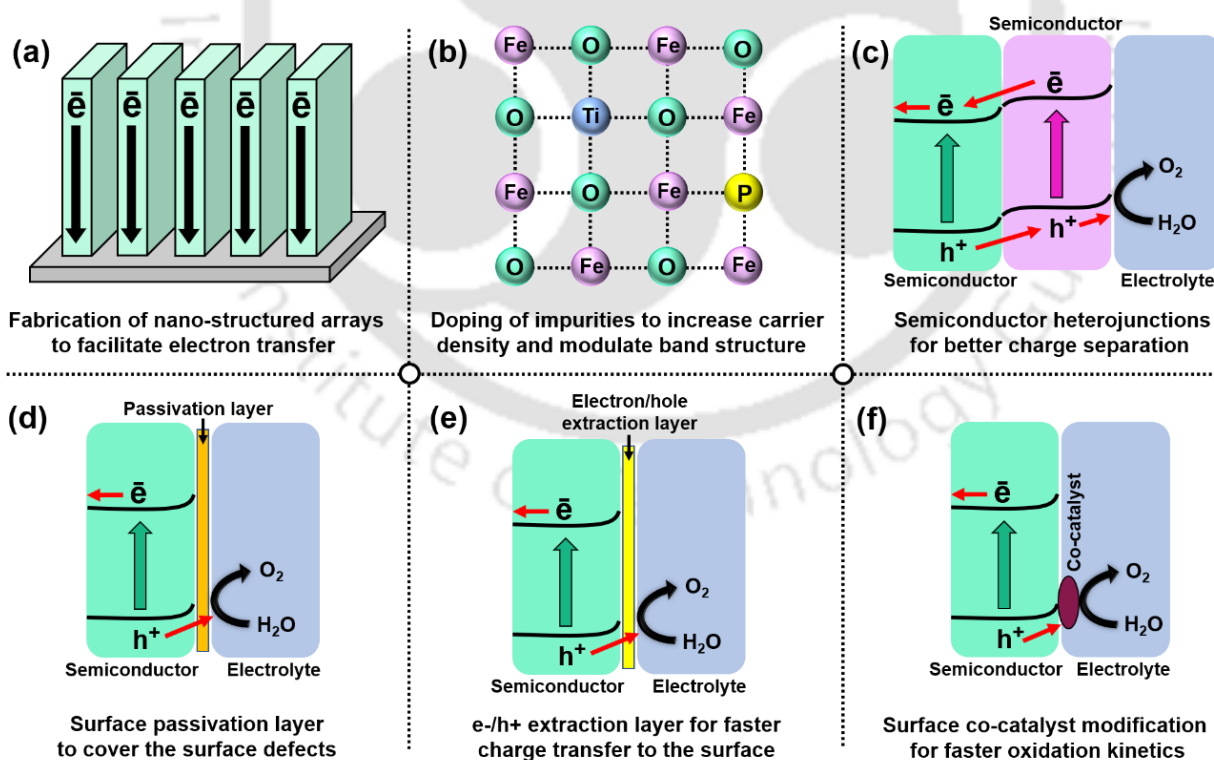 (a)
ē ē ē ē ē
Fabrication of nano-structured arrays
to facilitate electron transfer
(b)
Fe O Fe O
O Ti O Fe
Fe O Fe P
O Fe O Fe
Doping of impurities to increase carrier
density and modulate band structure
Semiconductor
(c)
ē
ē
O₂
H₂O
h⁺ h⁺
Semiconductor Electrolyte
Semiconductor heterojunctions
for better charge separation
(d)
Passivation layer
ē
O₂
H₂O
h⁺
Semiconductor Electrolyte
Surface passivation layer
to cover the surface defects
(e)
Electron/hole
extraction layer
ē
O₂
H₂O
h⁺
Semiconductor Electrolyte
e-/h+ extraction layer for faster
charge transfer to the surface
(f)
ē
Co-catalyst
O₂
H₂O
h⁺
Semiconductor Electrolyte
Surface co-catalyst modification
for faster oxidation kinetics